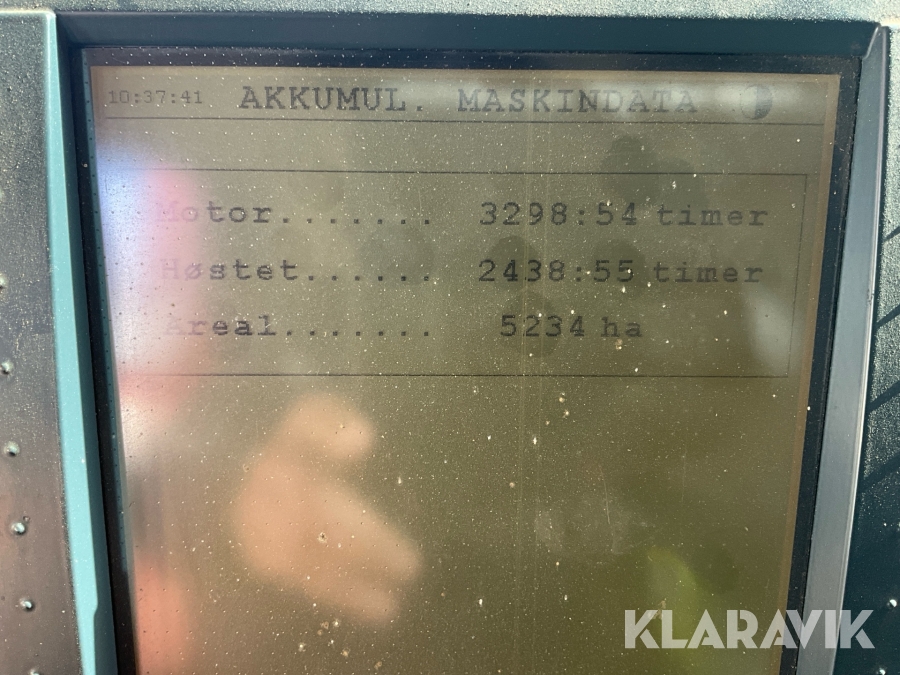 10:37:41 AKKUMUL. MASKINDATA
Motor....... 3298:54 timer
Høstet...... 2438:55 timer
Areal....... 5234 ha
KLARAVIK